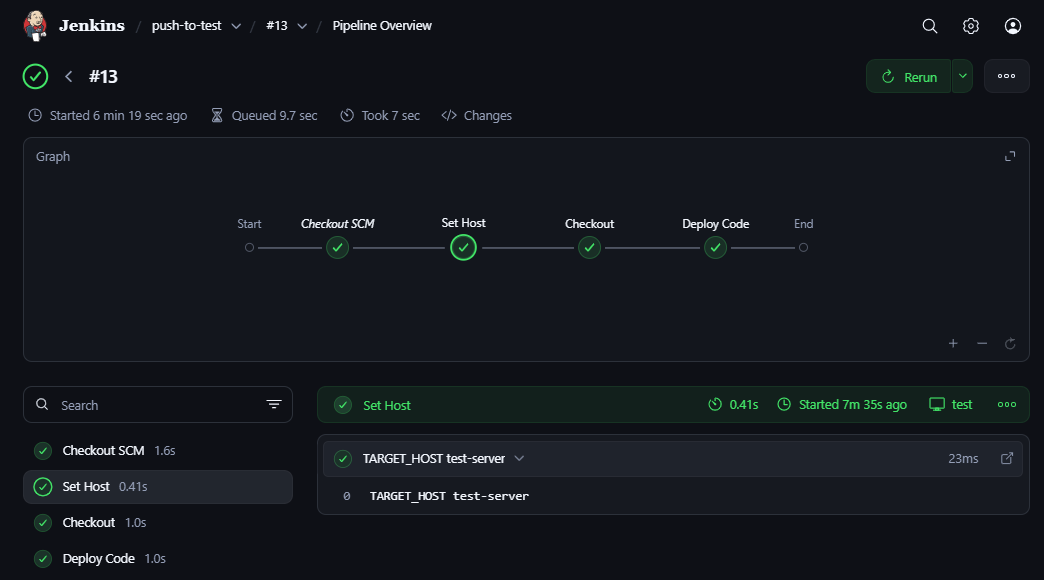 Jenkins / push-to-test / #13 / Pipeline Overview
#13
Rerun
Started 6 min 19 sec ago Queued 9.7 sec Took 7 sec Changes
Graph
Start Checkout SCM Set Host Checkout Deploy Code End
Search
Set Host 0.41s Started 7m 35s ago test
Checkout SCM 1.6s
Set Host 0.41s
Checkout 1.0s
Deploy Code 1.0s
TARGET_HOST test-server 23ms
0 TARGET_HOST test-server